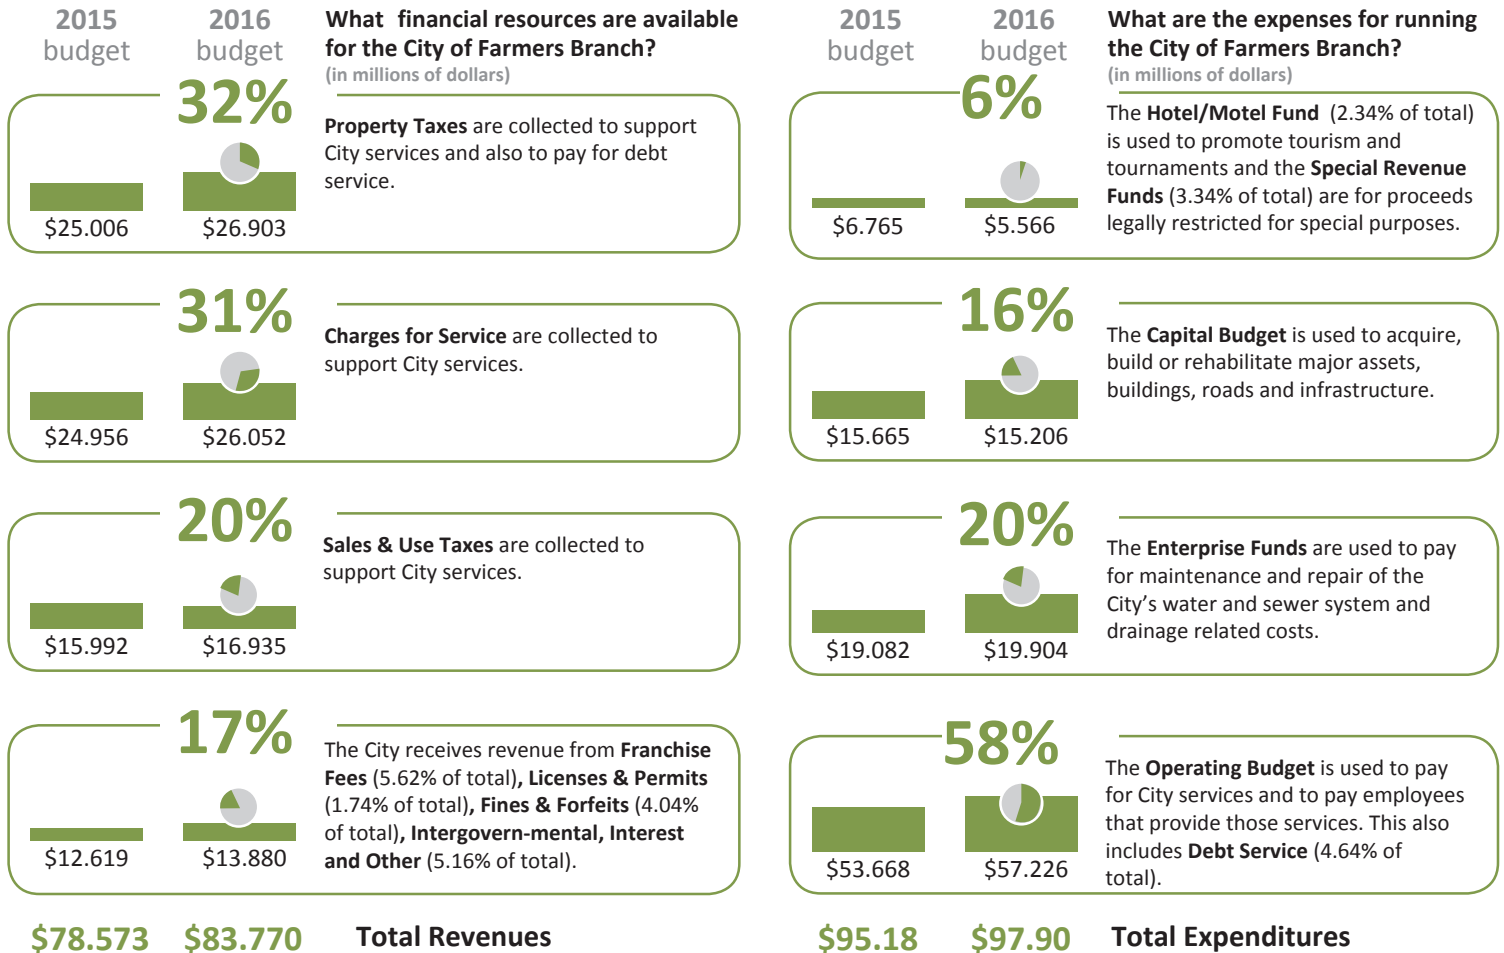 2015 budget
2016 budget
What financial resources are available
for the City of Farmers Branch?
(in millions of dollars)
32%
Property Taxes are collected to support
City services and also to pay for debt
service.
$25.006
$26.903
31%
Charges for Service are collected to
support City services.
$24.956
$26.052
20%
Sales & Use Taxes are collected to
support City services.
$15.992
$16.935
17%
The City receives revenue from Franchise
Fees (5.62% of total), Licenses & Permits
(1.74% of total), Fines & Forfeits (4.04%
of total), Intergovern-mental, Interest
and Other (5.16% of total).
$12.619
$13.880
$78.573
$83.770
Total Revenues
2015 budget
2016 budget
What are the expenses for running
the City of Farmers Branch?
(in millions of dollars)
6%
The Hotel/Motel Fund (2.34% of total)
is used to promote tourism and
tournaments and the Special Revenue
Funds (3.34% of total) are for proceeds
legally restricted for special purposes.
$6.765
$5.566
16%
The Capital Budget is used to acquire,
build or rehabilitate major assets,
buildings, roads and infrastructure.
$15.665
$15.206
20%
The Enterprise Funds are used to pay
for maintenance and repair of the
City’s water and sewer system and
drainage related costs.
$19.082
$19.904
58%
The Operating Budget is used to pay
for City services and to pay employees
that provide those services. This also
includes Debt Service (4.64% of
total).
$53.668
$57.226
$95.18
$97.90
Total Expenditures